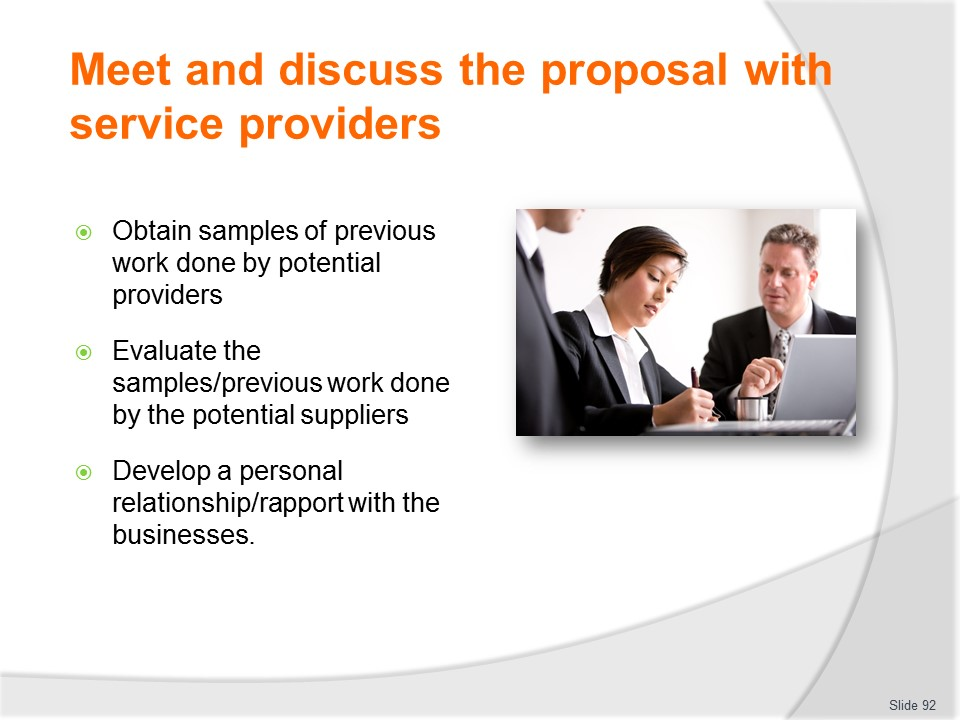 Meet and discuss the proposal with
service providers
Obtain samples of previous
work done by potential
providers
Evaluate the
samples/previous work done
by the potential suppliers
Develop a personal
relationship/rapport with the
businesses.
Slide 92